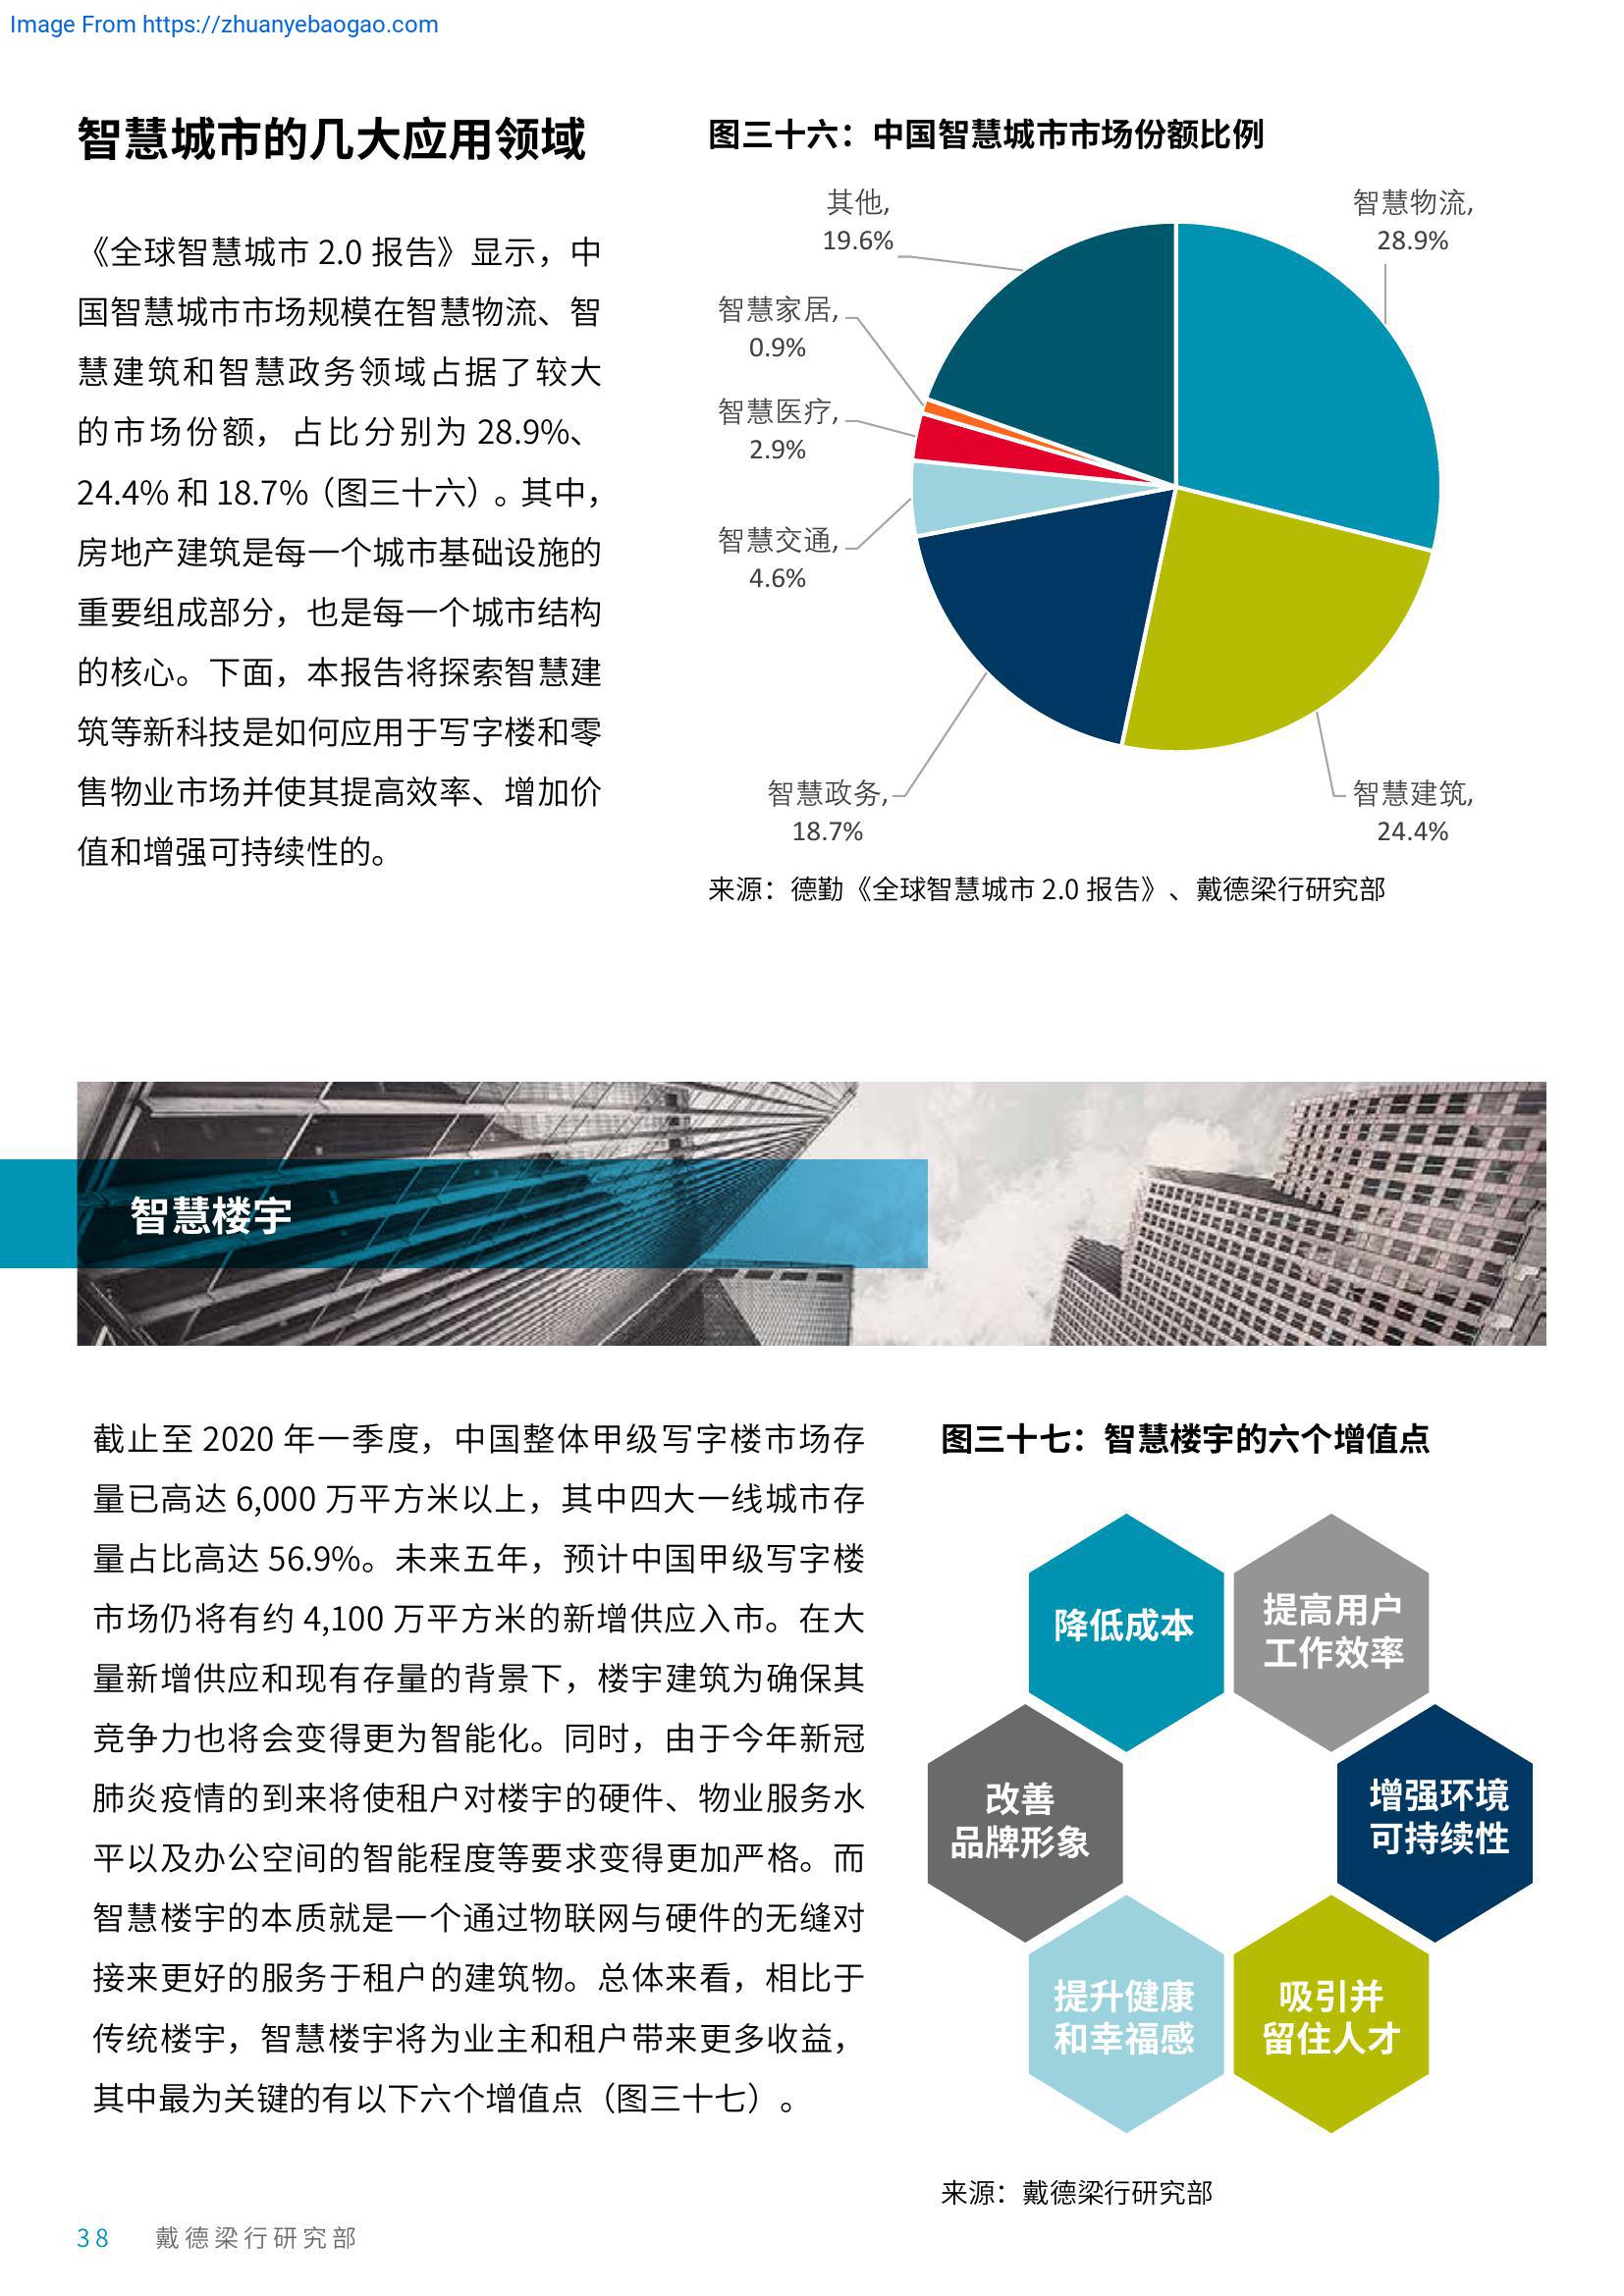 Image From https://zhuanyebaogao.com
智慧城市的几大应用领域
《全球智慧城市 2.0 报告》显示，中
国智慧城市市场规模在智慧物流、智
慧建筑和智慧政务领域占据了较大
的市场份额，占比分别为 28.9%、
24.4% 和 18.7%（图三十六）。其中，
房地产建筑是每一个城市基础设施的
重要组成部分，也是每一个城市结构
的核心。下面，本报告将探索智慧建
筑等新科技是如何应用于写字楼和零
售物业市场并使其提高效率、增加价
值和增强可持续性的。
图三十六：中国智慧城市市场份额比例
其他,
19.6%
智慧物流,
28.9%
智慧家居,
0.9%
智慧医疗,
2.9%
智慧交通,
4.6%
智慧政务,
18.7%
智慧建筑,
24.4%
来源：德勤《全球智慧城市 2.0 报告》、戴德梁行研究部
智慧楼宇
截止至 2020 年一季度，中国整体甲级写字楼市场存
量已高达 6,000 万平方米以上，其中四大一线城市存
量占比高达 56.9%。未来五年，预计中国甲级写字楼
市场仍将有约 4,100 万平方米的新增供应入市。在大
量新增供应和现有存量的背景下，楼宇建筑为确保其
竞争力也将会变得更为智能化。同时，由于今年新冠
肺炎疫情的到来将使租户对楼宇的硬件、物业服务水
平以及办公空间的智能程度等要求变得更加严格。而
智慧楼宇的本质就是一个通过物联网与硬件的无缝对
接来更好的服务于租户的建筑物。总体来看，相比于
传统楼宇，智慧楼宇将为业主和租户带来更多收益，
其中最为关键的有以下六个增值点（图三十七）。
图三十七：智慧楼宇的六个增值点
降低成本
提高用户
工作效率
改善
品牌形象
增强环境
可持续性
提升健康
和幸福感
吸引并
留住人才
来源：戴德梁行研究部
38 戴德梁行研究部